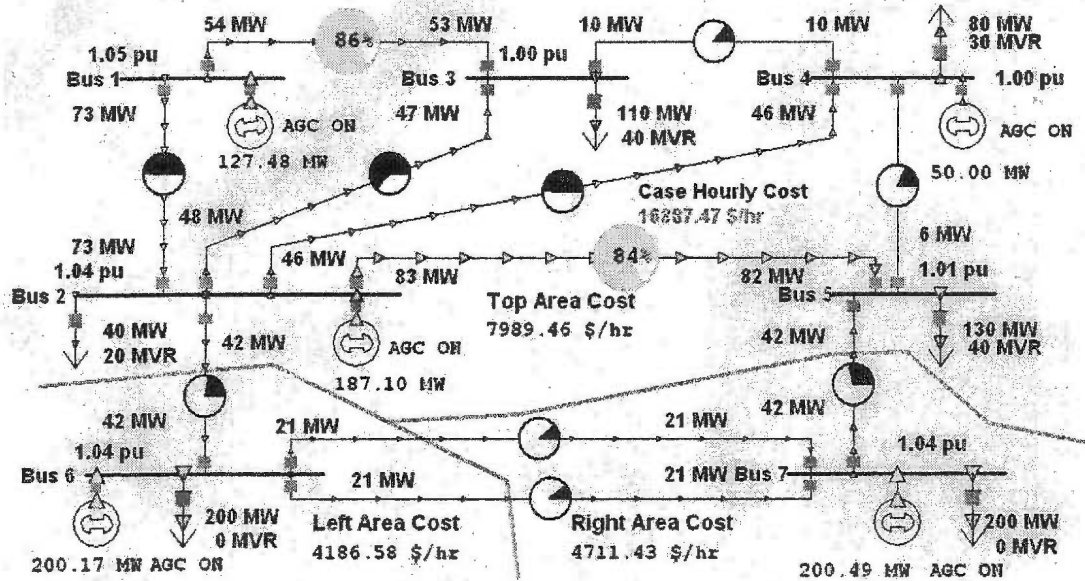 54 MW
86%
53 MW
10 MW
10 MW
80 MW
30 MVR
1.05 pu
1.00 pu
Bus 1
Bus 3
Bus 4
1.00 pu
73 MW
47 MW
110 MW
40 MVR
46 MW
AGC ON
AGC ON
127.48 MW
50.00 MW
Case Hourly Cost
16887.47 $/hr
48 MW
6 MW
73 MW
46 MW
83 MW
84%
82 MW
1.04 pu
1.01 pu
Bus 2
Bus 5
Top Area Cost
7989.46 $/hr
40 MW
20 MVR
42 MW
AGC ON
42 MW
130 MW
40 MVR
187.10 MW
42 MW
21 MW
21 MW
42 MW
1.04 pu
1.04 pu
Bus 6
21 MW
21 MW
Bus 7
200 MW
0 MVR
Left Area Cost
4186.58 $/hr
Right Area Cost
4711.43 $/hr
200 MW
0 MVR
200.17 MW AGC ON
200.49 MW AGC ON